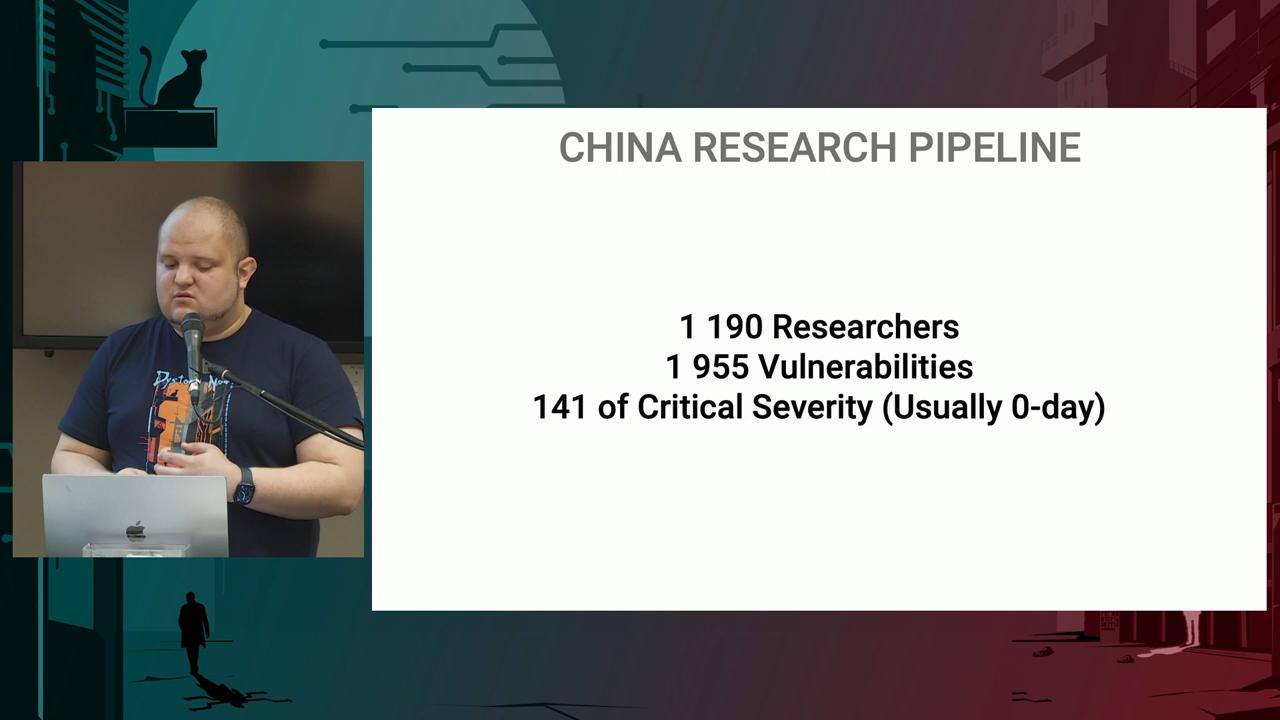 CHINA RESEARCH PIPELINE
1 190 Researchers
1 955 Vulnerabilities
141 of Critical Severity (Usually 0-day)